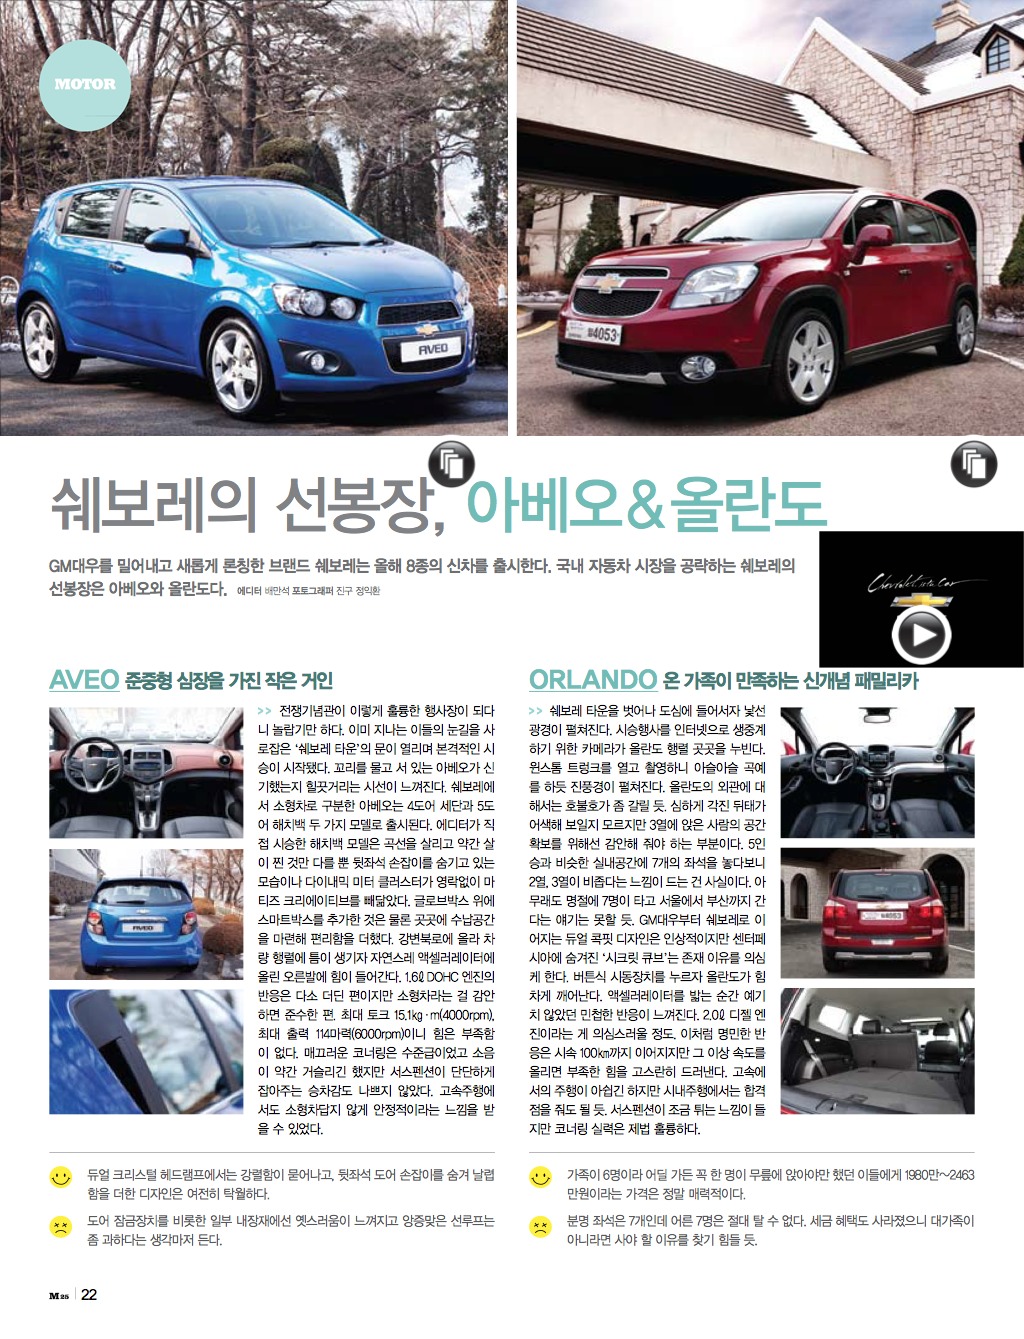 MOTOR
AVEO
4053
쉐보레의 선봉장, 아베오&올란도
GM대우를 밀어내고 새롭게 론칭한 브랜드 쉐보레는 올해 8종의 신차를 출시한다. 국내 자동차 시장을 공략하는 쉐보레의
선봉장은 아베오와 올란도다. 에디터 배만석 포토그래퍼 진구 정익환
AVEO 준중형 심장을 가진 작은 거인
>> 전쟁기념관이 이렇게 훌륭한 행사장이 되다
니 놀랍기만 하다. 이미 지나는 이들의 눈길을 사
로잡은 ‘쉐보레 타운’의 문이 열리며 본격적인 시
승이 시작됐다. 꼬리를 물고 서 있는 아베오가 신
기했는지 힐끗거리는 시선이 느껴진다. 쉐보레에
서 소형차로 구분한 아베오는 4도어 세단과 5도
어 해치백 두 가지 모델로 출시된다. 에디터가 직
접 시승한 해치백 모델은 곡선을 살리고 약간 살
이 찐 것만 다를 뿐 뒷좌석 손잡이를 숨기고 있는
모습이나 다이내믹 미터 클러스터가 영락없이 마
티즈 크리에이티브를 빼닮았다. 글로브박스 위에
스마트박스를 추가한 것은 물론 곳곳에 수납공간
을 마련해 편리함을 더했다. 강변북로에 올라 차
량 행렬에 틈이 생기자 자연스레 액셀러레이터에
올린 오른발에 힘이 들어간다. 1.6ℓ DOHC 엔진의
반응은 다소 더딘 편이지만 소형차라는 걸 감안
하면 준수한 편. 최대 토크 15.1kg·m(4000rpm),
최대 출력 114마력(6000rpm)이니 힘은 부족함
이 없다. 매끄러운 코너링은 수준급이었고 소음
이 약간 거슬리긴 했지만 서스펜션이 단단하게
잡아주는 승차감도 나쁘지 않았다. 고속주행에
서도 소형차답지 않게 안정적이라는 느낌을 받
을 수 있었다.
듀얼 크리스털 헤드램프에서는 강렬함이 묻어나고, 뒷좌석 도어 손잡이를 숨겨 날렵
함을 더한 디자인은 여전히 탁월하다.
도어 잠금장치를 비롯한 일부 내장재에선 옛스러움이 느껴지고 앙증맞은 선루프는
좀 과하다는 생각마저 든다.
ORLANDO 온 가족이 만족하는 신개념 패밀리카
>> 쉐보레 타운을 벗어나 도심에 들어서자 낯선
광경이 펼쳐진다. 시승행사를 인터넷으로 생중계
하기 위한 카메라가 올란도 행렬 곳곳을 누빈다.
윈스톰 트렁크를 열고 촬영하니 아슬아슬 곡예
를 하듯 진풍경이 펼쳐진다. 올란도의 외관에 대
해서는 호불호가 좀 갈릴 듯. 심하게 각진 뒤태가
어색해 보일지 모르지만 3열에 앉은 사람의 공간
확보를 위해선 감안해 줘야 하는 부분이다. 5인
승과 비슷한 실내공간에 7개의 좌석을 놓다보니
2열, 3열이 비좁다는 느낌이 드는 건 사실이다. 아
무래도 명절에 7명이 타고 서울에서 부산까지 간
다는 얘기는 못할 듯. GM대우부터 쉐보레로 이
어지는 듀얼 콕핏 디자인은 인상적이지만 센터페
시아에 숨겨진 ‘시크릿 큐브’는 존재 이유를 의심
케 한다. 버튼식 시동장치를 누르자 올란도가 힘
차게 깨어난다. 액셀러레이터를 밟는 순간 예기
치 않았던 민첩한 반응이 느껴진다. 2.0ℓ 디젤 엔
진이라는 게 의심스러울 정도. 이처럼 명민한 반
응은 시속 100km까지 이어지지만 그 이상 속도를
올리면 부족한 힘을 고스란히 드러낸다. 고속에
서의 주행이 아쉽긴 하지만 시내주행에서는 합격
점을 줘도 될 듯. 서스펜션이 조금 튀는 느낌이 들
지만 코너링 실력은 제법 훌륭하다.
가족이 6명이라 어딜 가든 꼭 한 명이 무릎에 앉아야만 했던 이들에게 1980만~2463
만원이라는 가격은 정말 매력적이다.
분명 좌석은 7개인데 어른 7명은 절대 탈 수 없다. 세금 혜택도 사라졌으니 대가족이
아니라면 사야 할 이유를 찾기 힘들 듯.
AVEO
4053
M25 22